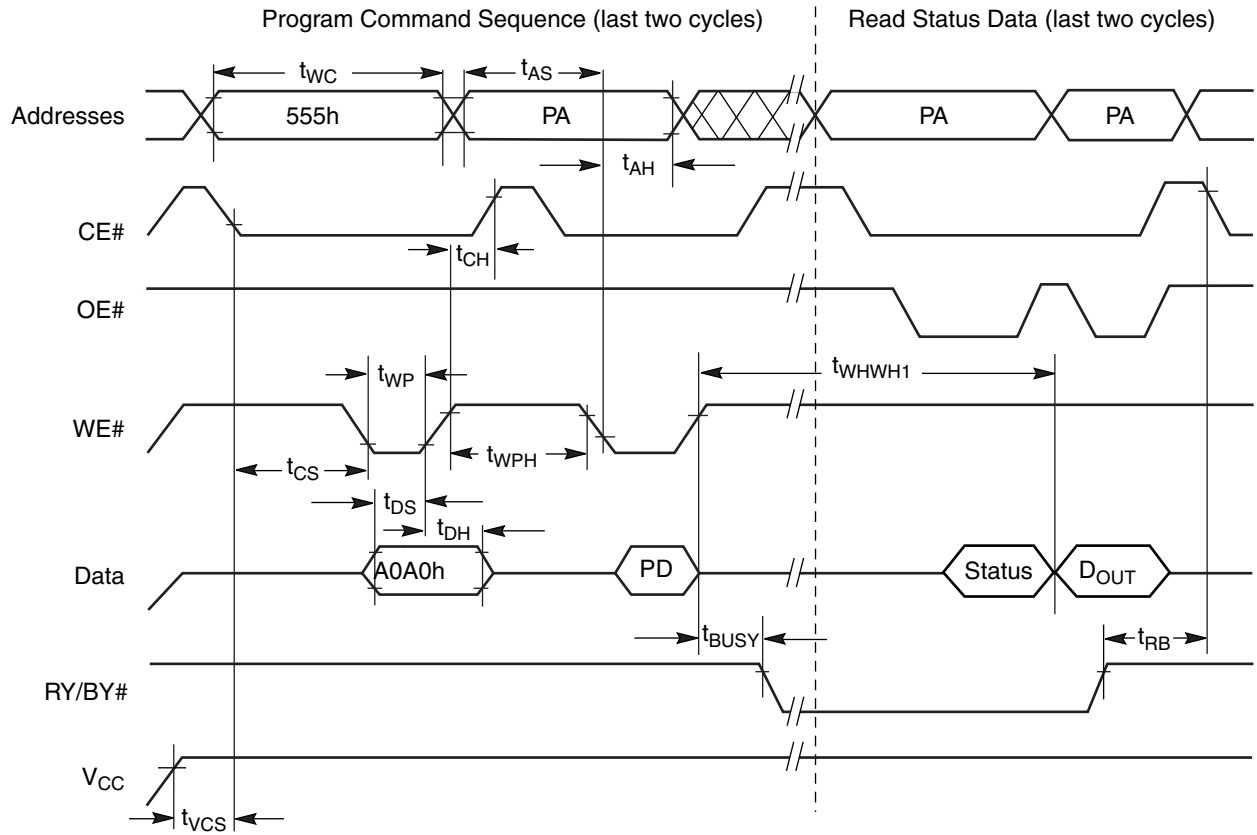 Program Command Sequence (last two cycles)
Read Status Data (last two cycles)
tWC
tAS
Addresses
555h
PA
PA
PA
tAH
CE#
tCH
OE#
tWP
tWHWH1
WE#
tCS
tWPH
tDS
tDH
Data
A0A0h
PD
Status
DOUT
tBUSY
tRB
RY/BY#
VCC
tVCS